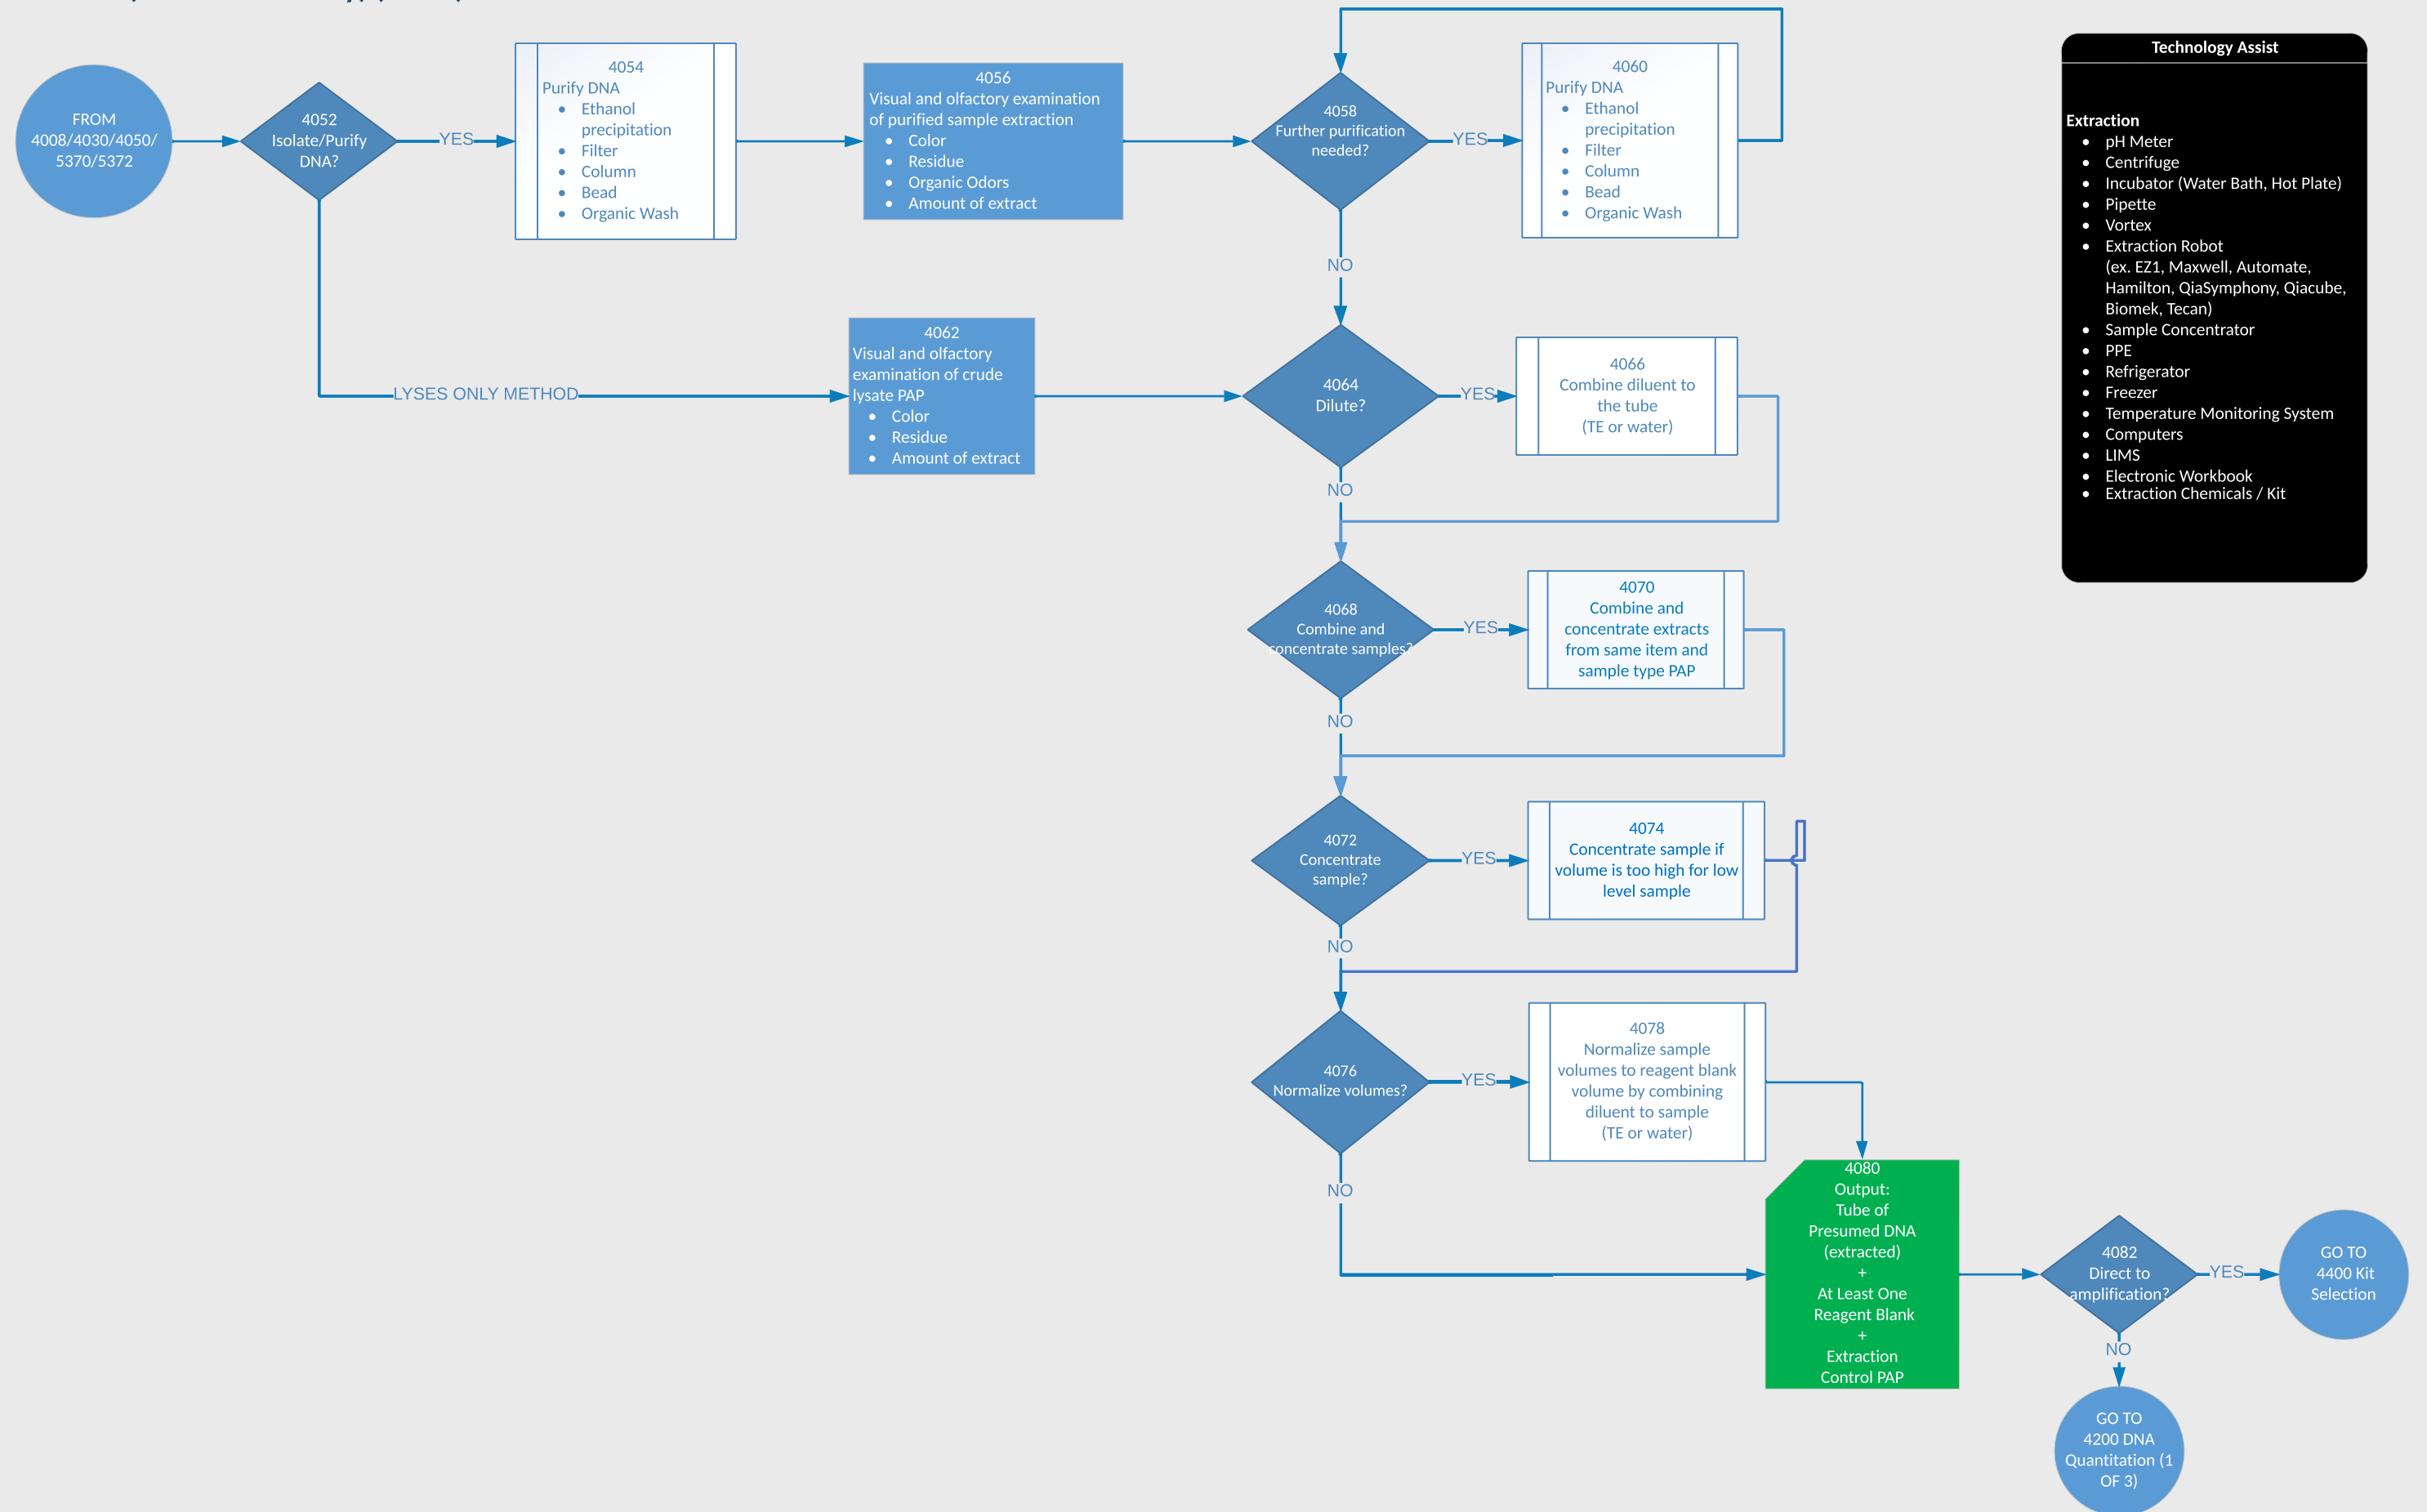 FROM
4008/4030/4050/
5370/5372
4052
Isolate/Purify
DNA?
YES
4054
Purify DNA
• Ethanol
precipitation
• Filter
• Column
• Bead
• Organic Wash
4056
Visual and olfactory examination
of purified sample extraction
• Color
• Residue
• Organic Odors
• Amount of extract
4058
Further purification
needed?
YES
4060
Purify DNA
• Ethanol
precipitation
• Filter
• Column
• Bead
• Organic Wash
NO
LYSES ONLY METHOD
4062
Visual and olfactory
examination of crude
lysate PAP
• Color
• Residue
• Amount of extract
4064
Dilute?
YES
4066
Combine diluent to
the tube
(TE or water)
NO
4068
Combine and
concentrate samples?
YES
4070
Combine and
concentrate extracts
from same item and
sample type PAP
NO
4072
Concentrate
sample?
YES
4074
Concentrate sample if
volume is too high for low
level sample
NO
4076
Normalize volumes?
YES
4078
Normalize sample
volumes to reagent blank
volume by combining
diluent to sample
(TE or water)
NO
4080
Output:
Tube of
Presumed DNA
(extracted)
+
At Least One
Reagent Blank
+
Extraction
Control PAP
4082
Direct to
amplification?
YES
GO TO
4400 Kit
Selection
NO
GO TO
4200 DNA
Quantitation (1
OF 3)
Technology Assist
Extraction
• pH Meter
• Centrifuge
• Incubator (Water Bath, Hot Plate)
• Pipette
• Vortex
• Extraction Robot
(ex. EZ1, Maxwell, Automate,
Hamilton, QiaSymphony, Qiacube,
Biomek, Tecan)
• Sample Concentrator
• PPE
• Refrigerator
• Freezer
• Temperature Monitoring System
• Computers
• LIMS
• Electronic Workbook
• Extraction Chemicals / Kit